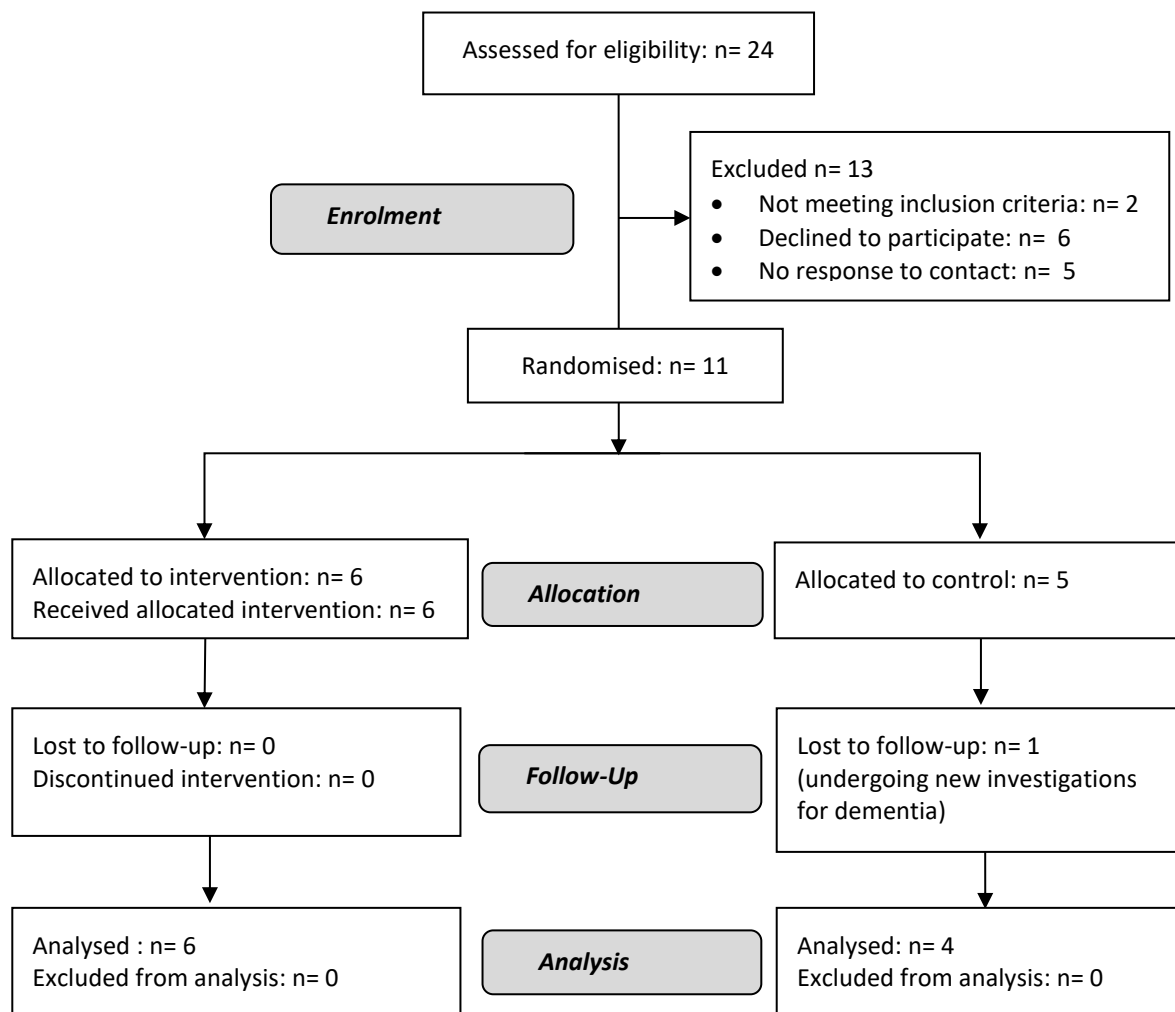 Assessed for eligibility: n= 24
Excluded n= 13
• Not meeting inclusion criteria: n= 2
• Declined to participate: n= 6
• No response to contact: n= 5
Enrolment
Randomised: n= 11
Allocated to intervention: n= 6
Received allocated intervention: n= 6
Allocation
Allocated to control: n= 5
Lost to follow-up: n= 0
Discontinued intervention: n= 0
Follow-Up
Lost to follow-up: n= 1
(undergoing new investigations
for dementia)
Analysed : n= 6
Excluded from analysis: n= 0
Analysis
Analysed: n= 4
Excluded from analysis: n= 0